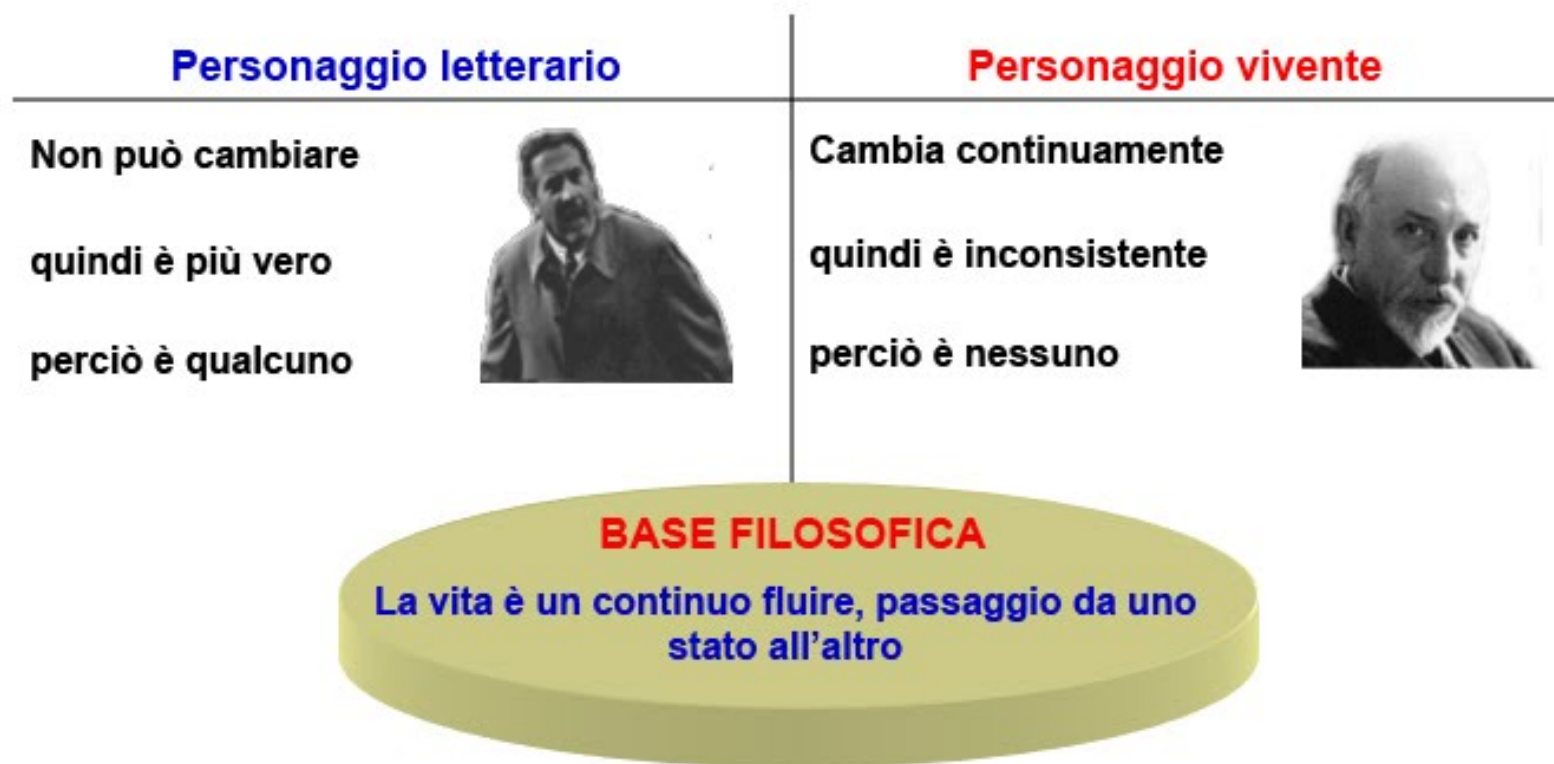 Personaggio letterario
Non può cambiare
quindi è più vero
perciò è qualcuno
Personaggio vivente
Cambia continuamente
quindi è inconsistente
perciò è nessuno
BASE FILOSOFICA
La vita è un continuo fluire, passaggio da uno
stato all'altro